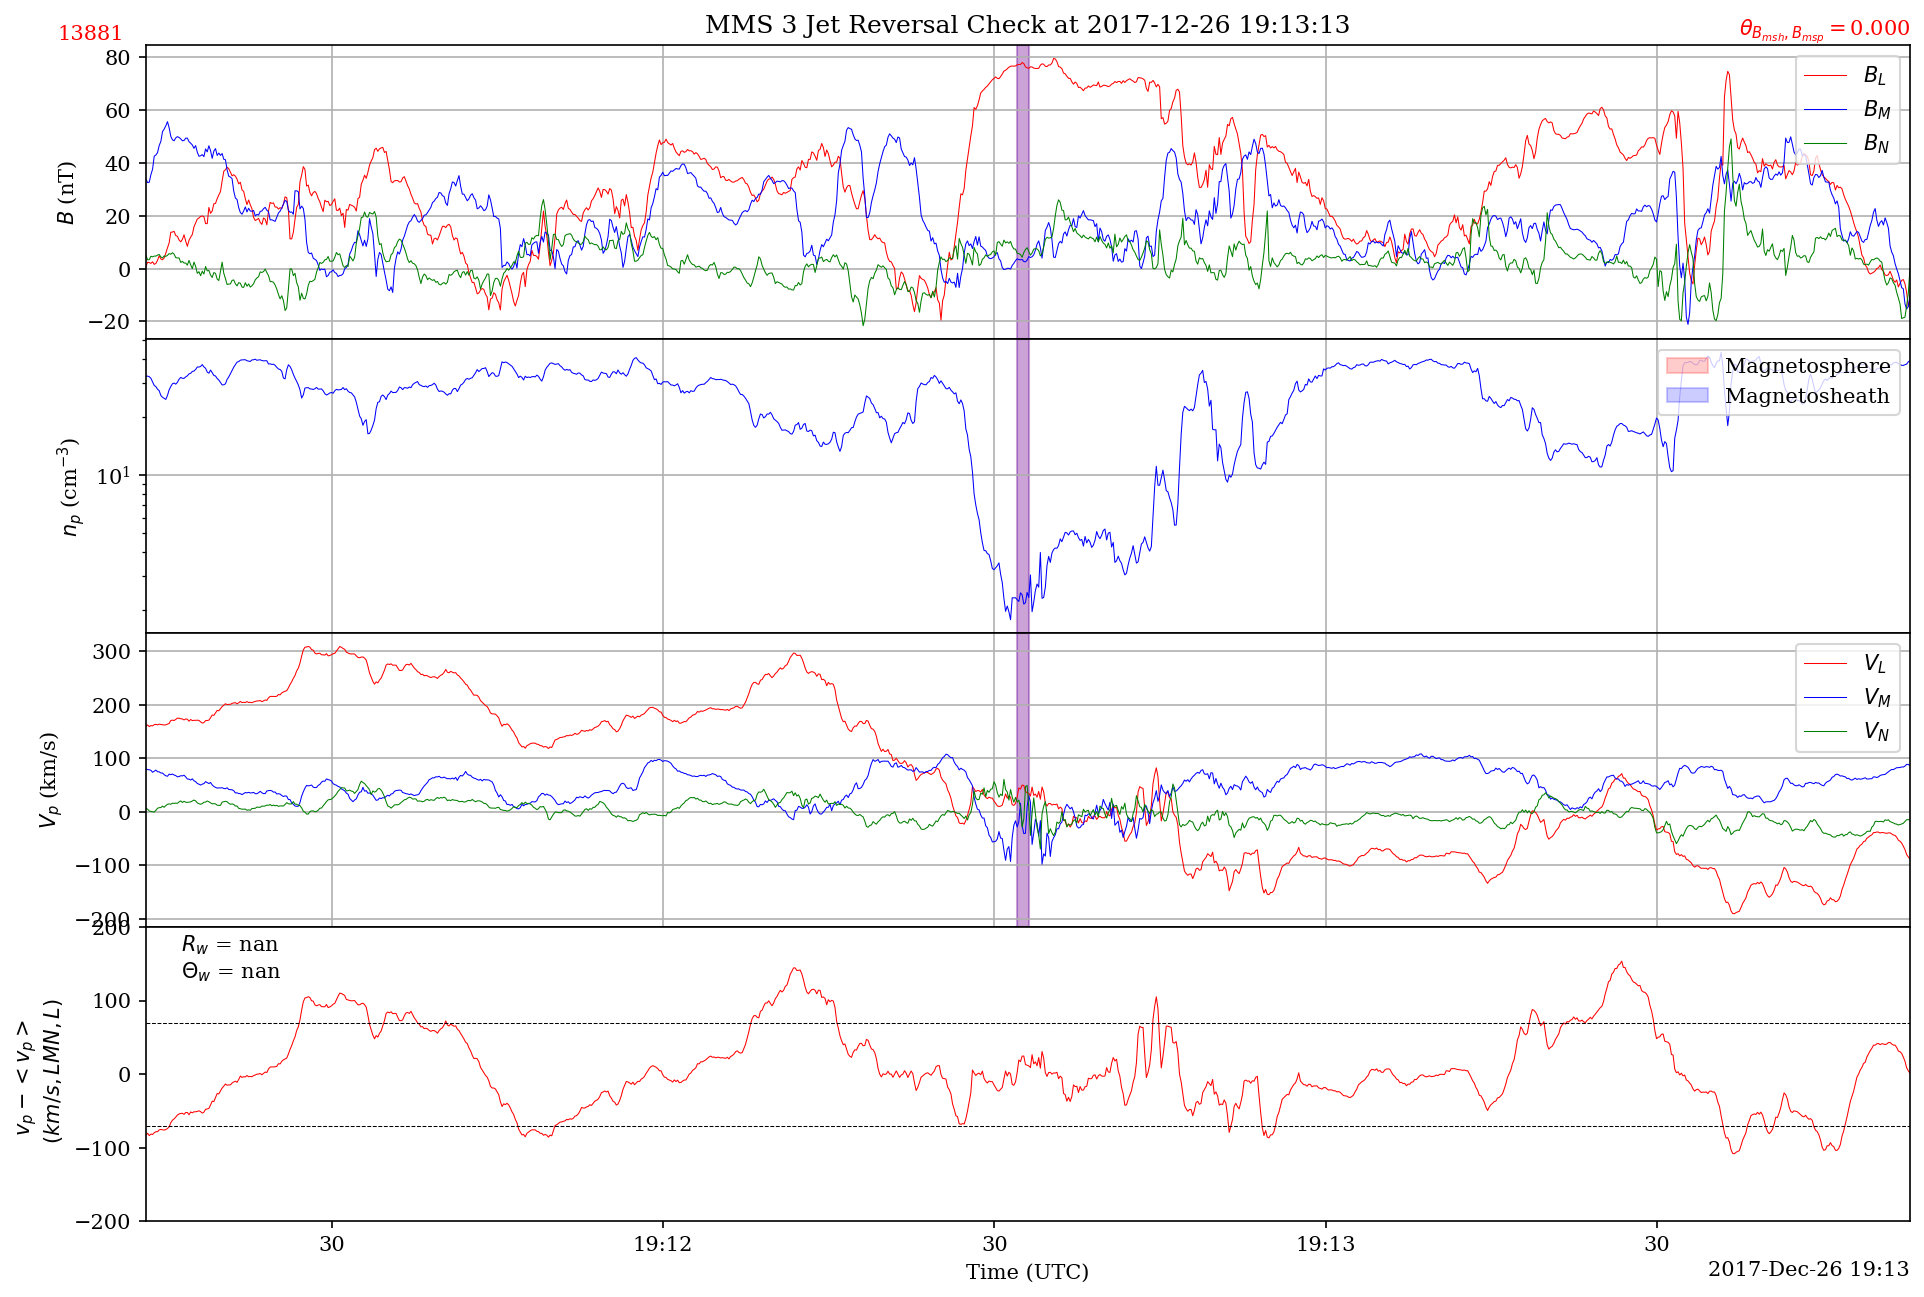 MMS 3 Jet Reversal Check at 2017-12-26 19:13:13
13881
θ_{B_{msh}, B_{msp}} = 0.000
80
60
40
20
0
−20
B (nT)
B_L
B_M
B_N
10^1
n_p (cm^{−3})
Magnetosphere
Magnetosheath
300
200
100
0
−100
−200
V_p (km/s)
V_L
V_M
V_N
200
100
0
−100
−200
v_p − <v_p>
(km/s, LMN, L)
R_w = nan
Θ_w = nan
30
19:12
30
19:13
30
Time (UTC)
2017-Dec-26 19:13